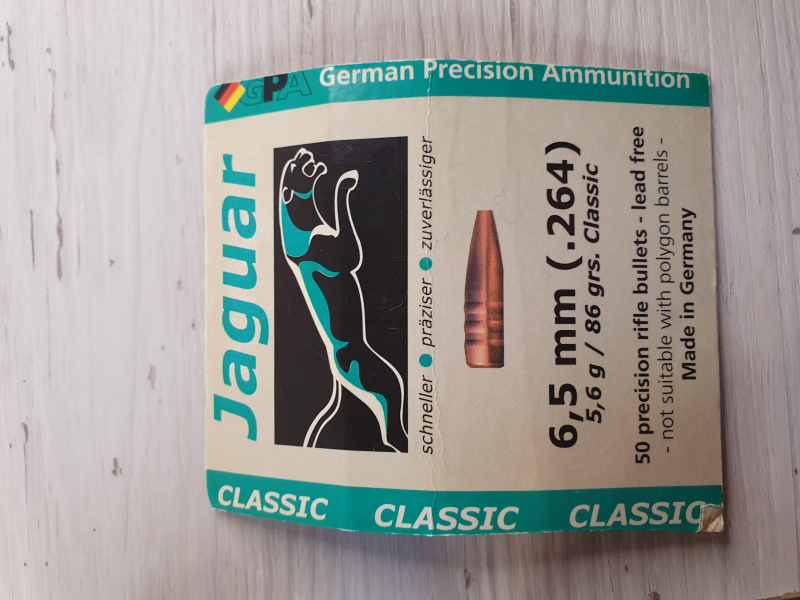 GPA German Precision Ammunition
Jaguar
schneller ● präziser ● zuverlässiger
6,5 mm (.264)
5,6 g / 86 grs. Classic
50 precision rifle bullets - lead free
- not suitable with polygon barrels -
Made in Germany
CLASSIC CLASSIC CLASSIC